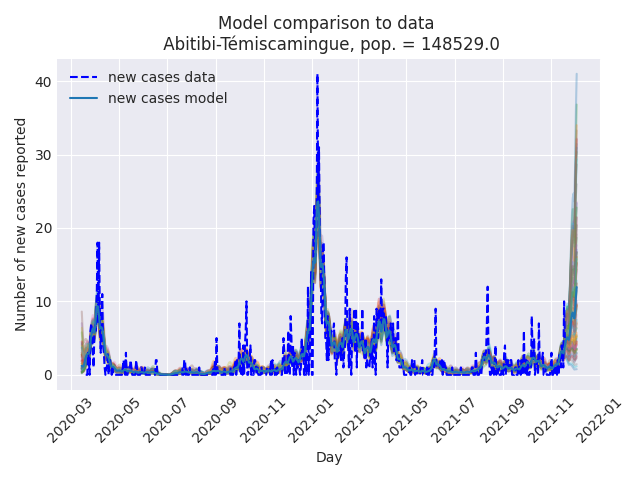 Model comparison to data
Abitibi-Témiscamingue, pop. = 148529.0
new cases data
new cases model
Number of new cases reported
40
30
20
10
0
2020-03
2020-05
2020-07
2020-09
2020-11
2021-01
2021-03
2021-05
2021-07
2021-09
2021-11
2022-01
Day